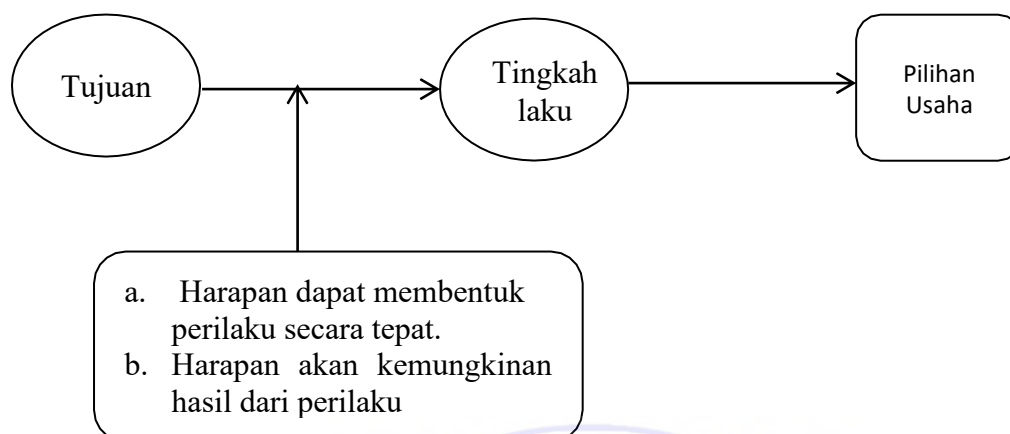 Tujuan
Tingkah
laku
Pilihan
Usaha
a. Harapan dapat membentuk
perilaku secara tepat.
b. Harapan akan kemungkinan
hasil dari perilaku